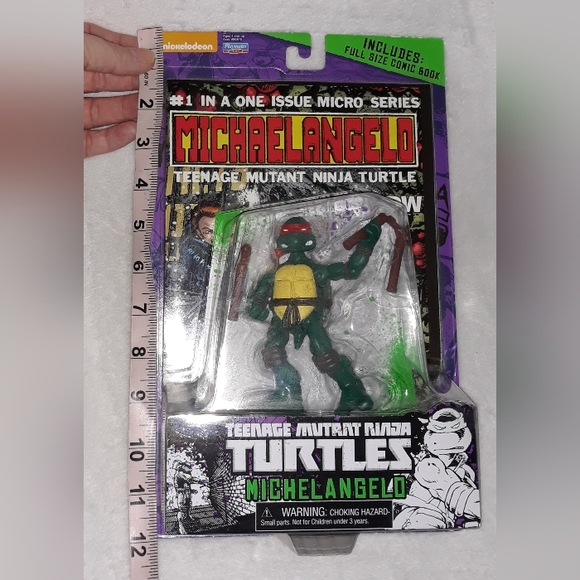 nickelodeon
Playmates
INCLUDES:
FULL SIZE COMIC BOOK
#1 IN A ONE ISSUE MICRO SERIES
MICHAELANGELO
TEENAGE MUTANT NINJA TURTLE
TEENAGE MUTANT NINJA
TURTLES
MICHELANGELO
WARNING: CHOKING HAZARD-
Small parts. Not for Children under 3 years.
2
3
4
5
6
7
8
9
10
11
12